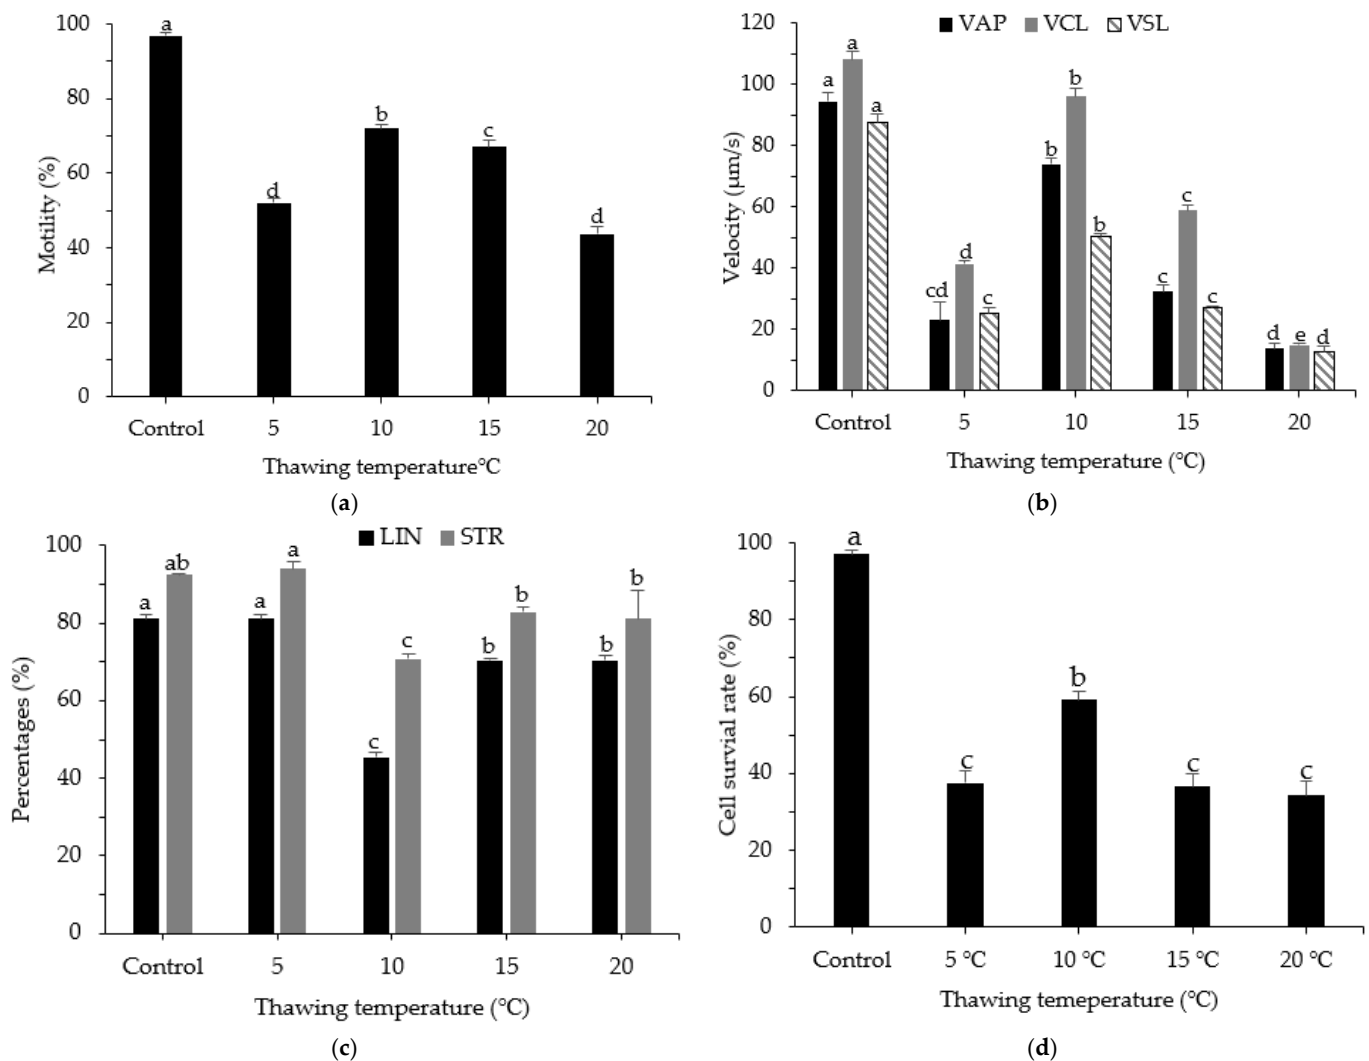 100
80
60
40
20
0
Motility (%)
a
d
b
c
d
Control 5 10 15 20
Thawing temperature°C
(a)
VAP VCL VSL
120
100
80
60
40
20
0
Velocity (µm/s)
a a a
cd d c
b b b
c c c
d e d
Control 5 10 15 20
Thawing temperature (°C)
(b)
LIN STR
100
80
60
40
20
0
Percentages (%)
a ab
a a
c c
b b
b b
Control 5 10 15 20
Thawing temperature (°C)
(c)
100
80
60
40
20
0
Cell survial rate (%)
a
c
b
c
c
Control 5 °C 10 °C 15 °C 20 °C
Thawing temeperature (°C)
(d)